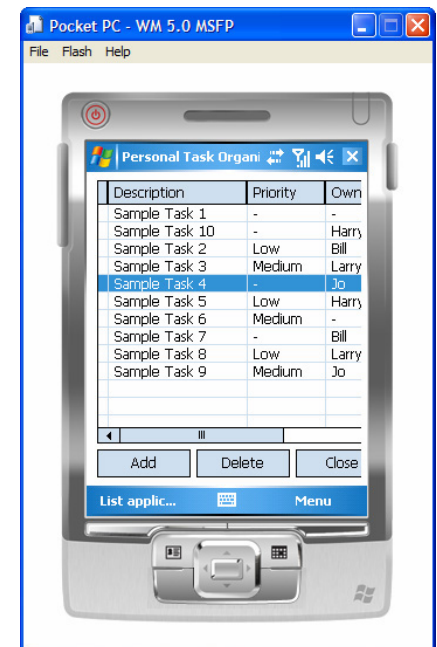 Pocket PC - WM 5.0 MSFP
File Flash Help
Personal Task Organi
Description Priority Own
Sample Task 1 - -
Sample Task 10 - Harry
Sample Task 2 Low Bill
Sample Task 3 Medium Larry
Sample Task 4 - Jo
Sample Task 5 Low Harry
Sample Task 6 Medium -
Sample Task 7 - Bill
Sample Task 8 Low Larry
Sample Task 9 Medium Jo
Add Delete Close
List applic... Menu